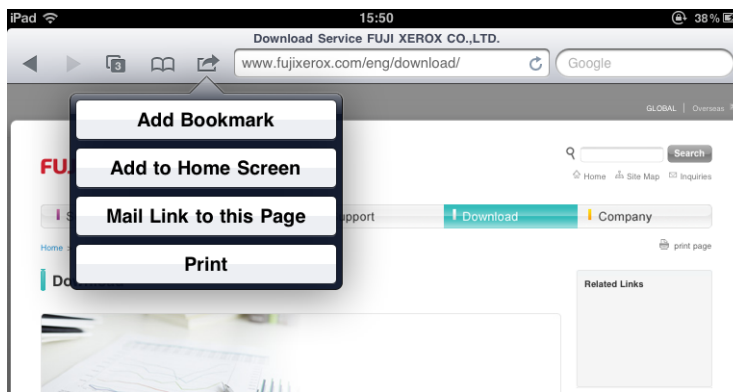 iPad 15:50 38%
Download Service FUJI XEROX CO.,LTD.
3 www.fujixerox.com/eng/download/ Google
GLOBAL | Overseas
Add Bookmark
Add to Home Screen
Mail Link to this Page
Print
FU
Search
Home Site Map Inquiries
S upport Download Company
Home > print page
Do
Related Links